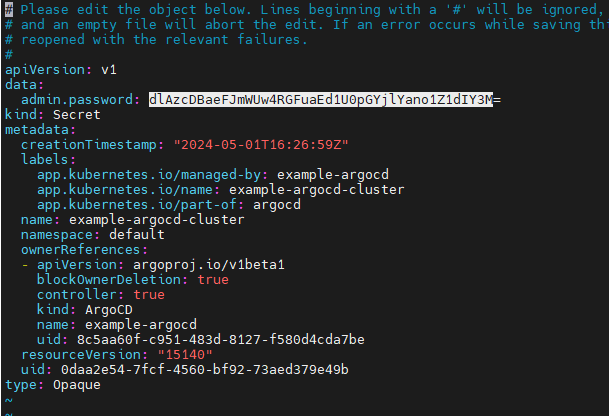 # Please edit the object below. Lines beginning with a '#' will be ignored,
# and an empty file will abort the edit. If an error occurs while saving thi
# reopened with the relevant failures.
#
apiVersion: v1
data:
  admin.password: dlAzcDBaeFJmWUw4RGFuaEd1U0pGYjlYano1Z1dIY3M=
kind: Secret
metadata:
  creationTimestamp: "2024-05-01T16:26:59Z"
  labels:
    app.kubernetes.io/managed-by: example-argocd
    app.kubernetes.io/name: example-argocd-cluster
    app.kubernetes.io/part-of: argocd
  name: example-argocd-cluster
  namespace: default
  ownerReferences:
  - apiVersion: argoproj.io/v1beta1
    blockOwnerDeletion: true
    controller: true
    kind: ArgoCD
    name: example-argocd
    uid: 8c5aa60f-c951-483d-8127-f580d4cda7be
  resourceVersion: "15140"
  uid: 0daa2e54-7fcf-4560-bf92-73aed379e49b
type: Opaque
~
~